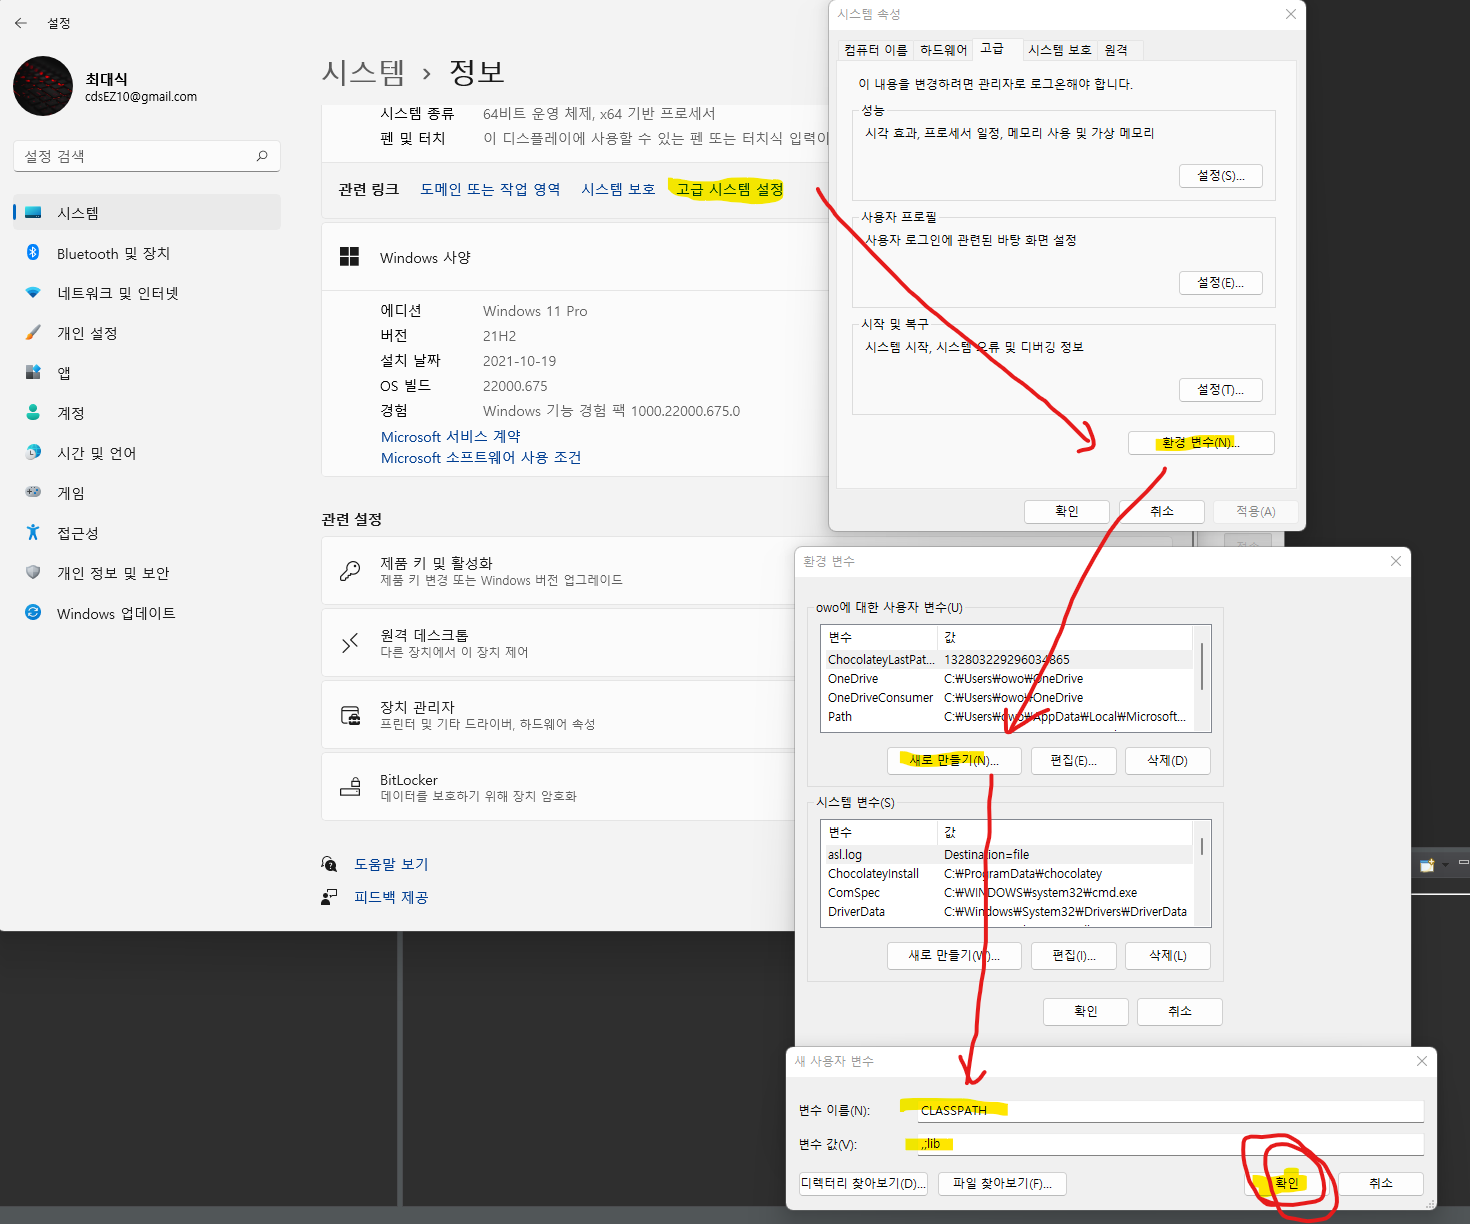 설정
최대식
cdsEZ10@gmail.com
설정 검색
시스템
Bluetooth 및 장치
네트워크 및 인터넷
개인 설정
앱
계정
시간 및 언어
게임
접근성
개인 정보 및 보안
Windows 업데이트
시스템 › 정보
시스템 종류 64비트 운영 체제, x64 기반 프로세서
펜 및 터치 이 디스플레이에 사용할 수 있는 펜 또는 터치식 입력이
관련 링크 도메인 또는 작업 영역 시스템 보호 고급 시스템 설정
Windows 사양
에디션 Windows 11 Pro
버전 21H2
설치 날짜 2021-10-19
OS 빌드 22000.675
경험 Windows 기능 경험 팩 1000.22000.675.0
Microsoft 서비스 계약
Microsoft 소프트웨어 사용 조건
관련 설정
제품 키 및 활성화
제품 키 변경 또는 Windows 버전 업그레이드
원격 데스크톱
다른 장치에서 이 장치 제어
장치 관리자
프린터 및 기타 드라이버, 하드웨어 속성
BitLocker
데이터를 보호하기 위해 장치 암호화
도움말 보기
피드백 제공
시스템 속성
컴퓨터 이름 하드웨어 고급 시스템 보호 원격
이 내용을 변경하려면 관리자로 로그온해야 합니다.
성능
시각 효과, 프로세서 일정, 메모리 사용 및 가상 메모리
설정(S)...
사용자 프로필
사용자 로그인에 관련된 바탕 화면 설정
설정(E)...
시작 및 복구
시스템 시작, 시스템 오류 및 디버깅 정보
설정(T)...
환경 변수(N)...
확인 취소 적용(A)
환경 변수
owo에 대한 사용자 변수(U)
변수 값
ChocolateyLastPat... 132803229296034865
OneDrive C:₩Users₩owo₩OneDrive
OneDriveConsumer C:₩Users₩owo₩OneDrive
Path C:₩Users₩owo₩AppData₩Local₩Microsoft...
새로 만들기(N)... 편집(E)... 삭제(D)
시스템 변수(S)
변수 값
asl.log Destination=file
ChocolateyInstall C:₩ProgramData₩chocolatey
ComSpec C:₩WINDOWS₩system32₩cmd.exe
DriverData C:₩Windows₩System32₩Drivers₩DriverData
새로 만들기(W)... 편집(I)... 삭제(L)
확인 취소
새 사용자 변수
변수 이름(N): CLASSPATH
변수 값(V): .;lib
디렉터리 찾아보기(D)... 파일 찾아보기(F)... 확인 취소